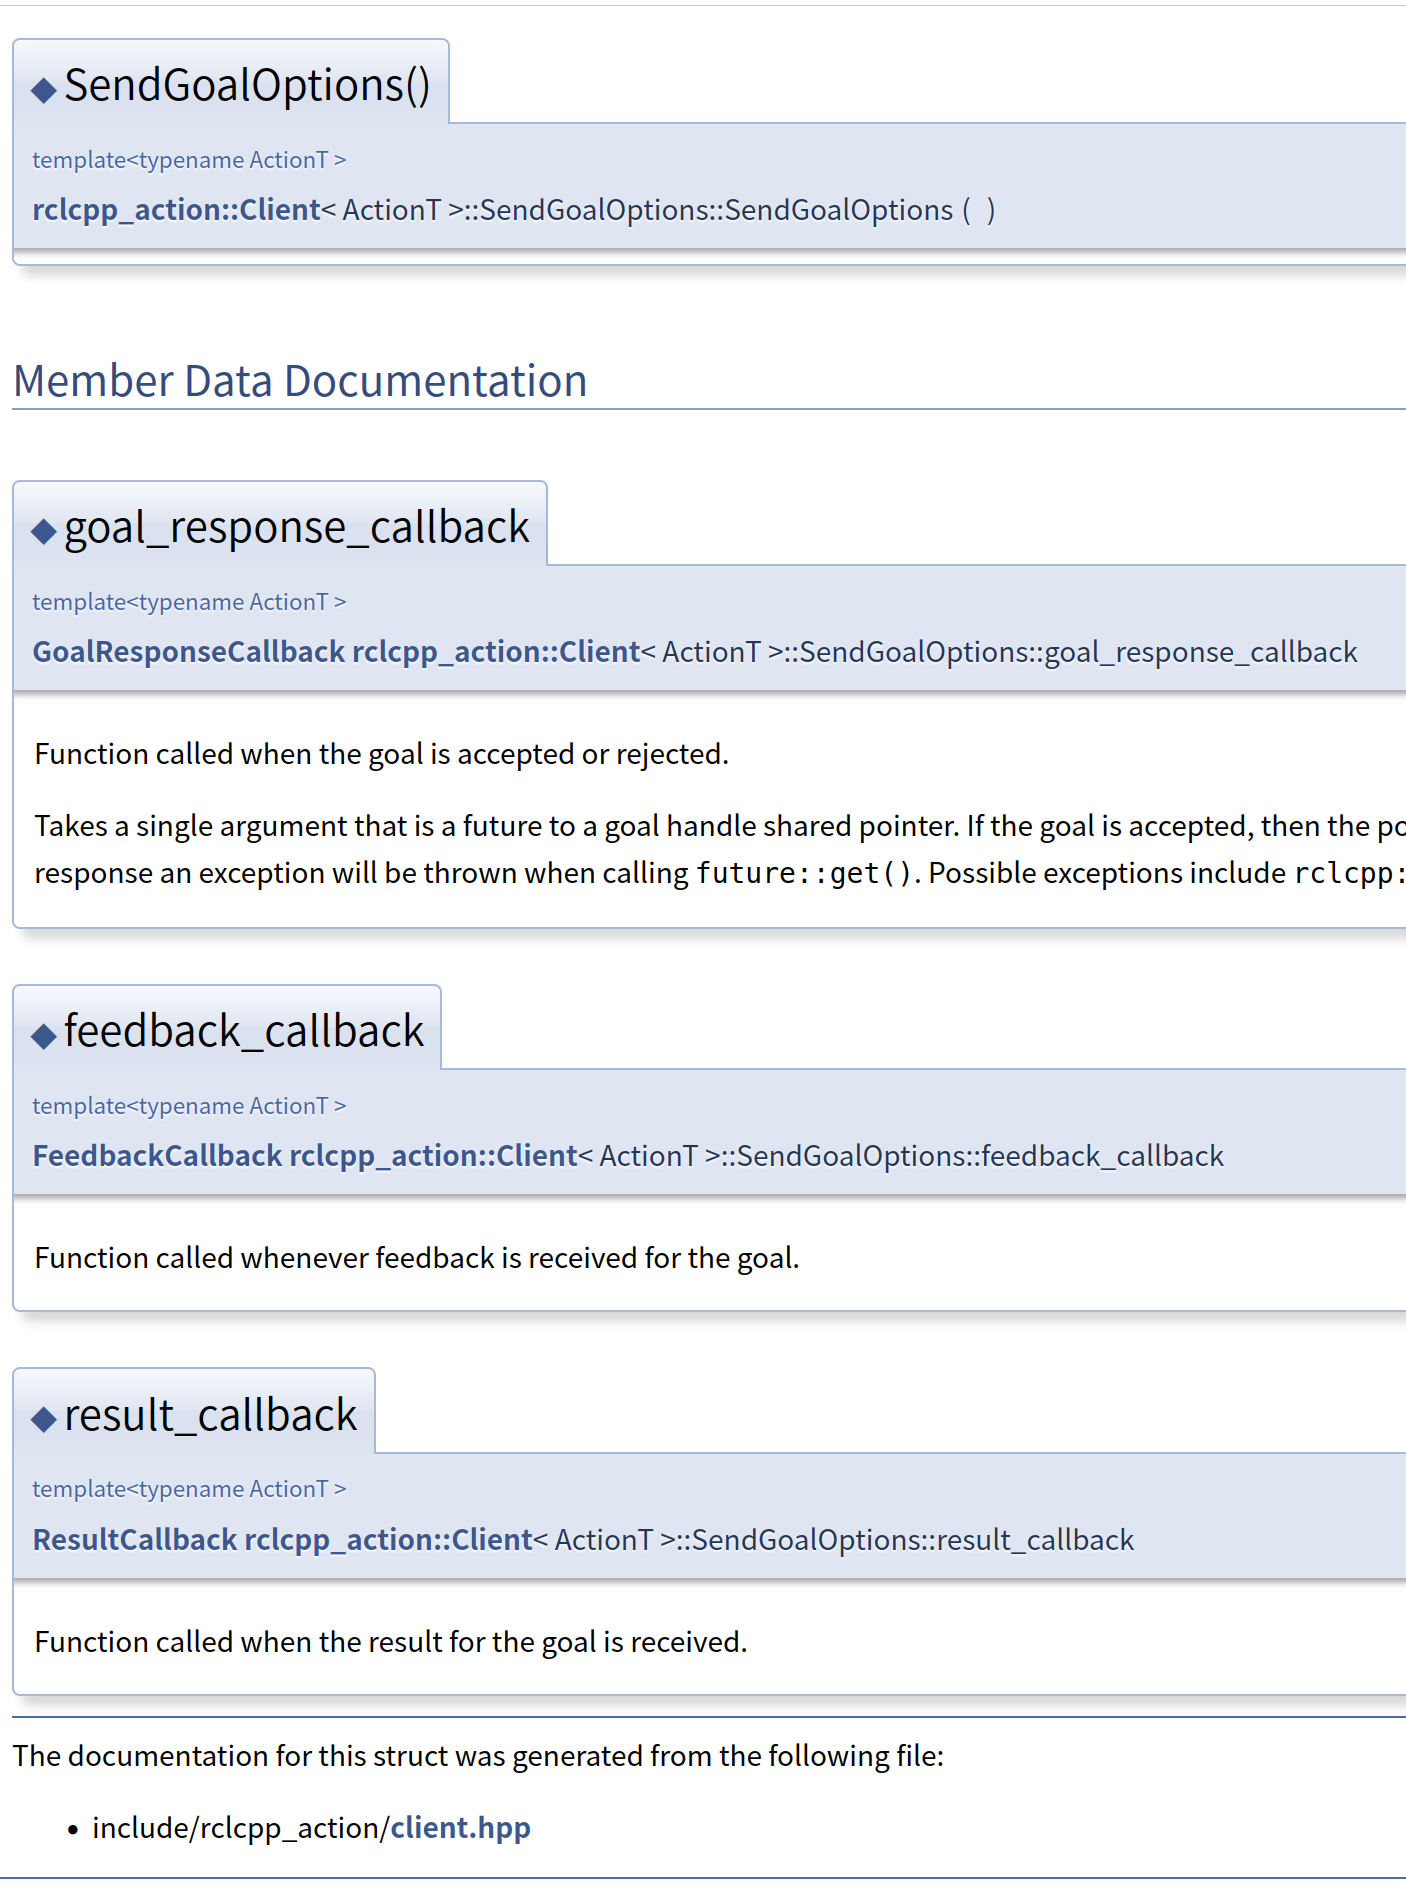 SendGoalOptions()
template<typename ActionT >
rclcpp_action::Client< ActionT >::SendGoalOptions::SendGoalOptions ( )
Member Data Documentation
goal_response_callback
template<typename ActionT >
GoalResponseCallback rclcpp_action::Client< ActionT >::SendGoalOptions::goal_response_callback
Function called when the goal is accepted or rejected.
Takes a single argument that is a future to a goal handle shared pointer. If the goal is accepted, then the
response an exception will be thrown when calling future::get(). Possible exceptions include rclcpp:
feedback_callback
template<typename ActionT >
FeedbackCallback rclcpp_action::Client< ActionT >::SendGoalOptions::feedback_callback
Function called whenever feedback is received for the goal.
result_callback
template<typename ActionT >
ResultCallback rclcpp_action::Client< ActionT >::SendGoalOptions::result_callback
Function called when the result for the goal is received.
The documentation for this struct was generated from the following file:
• include/rclcpp_action/client.hpp